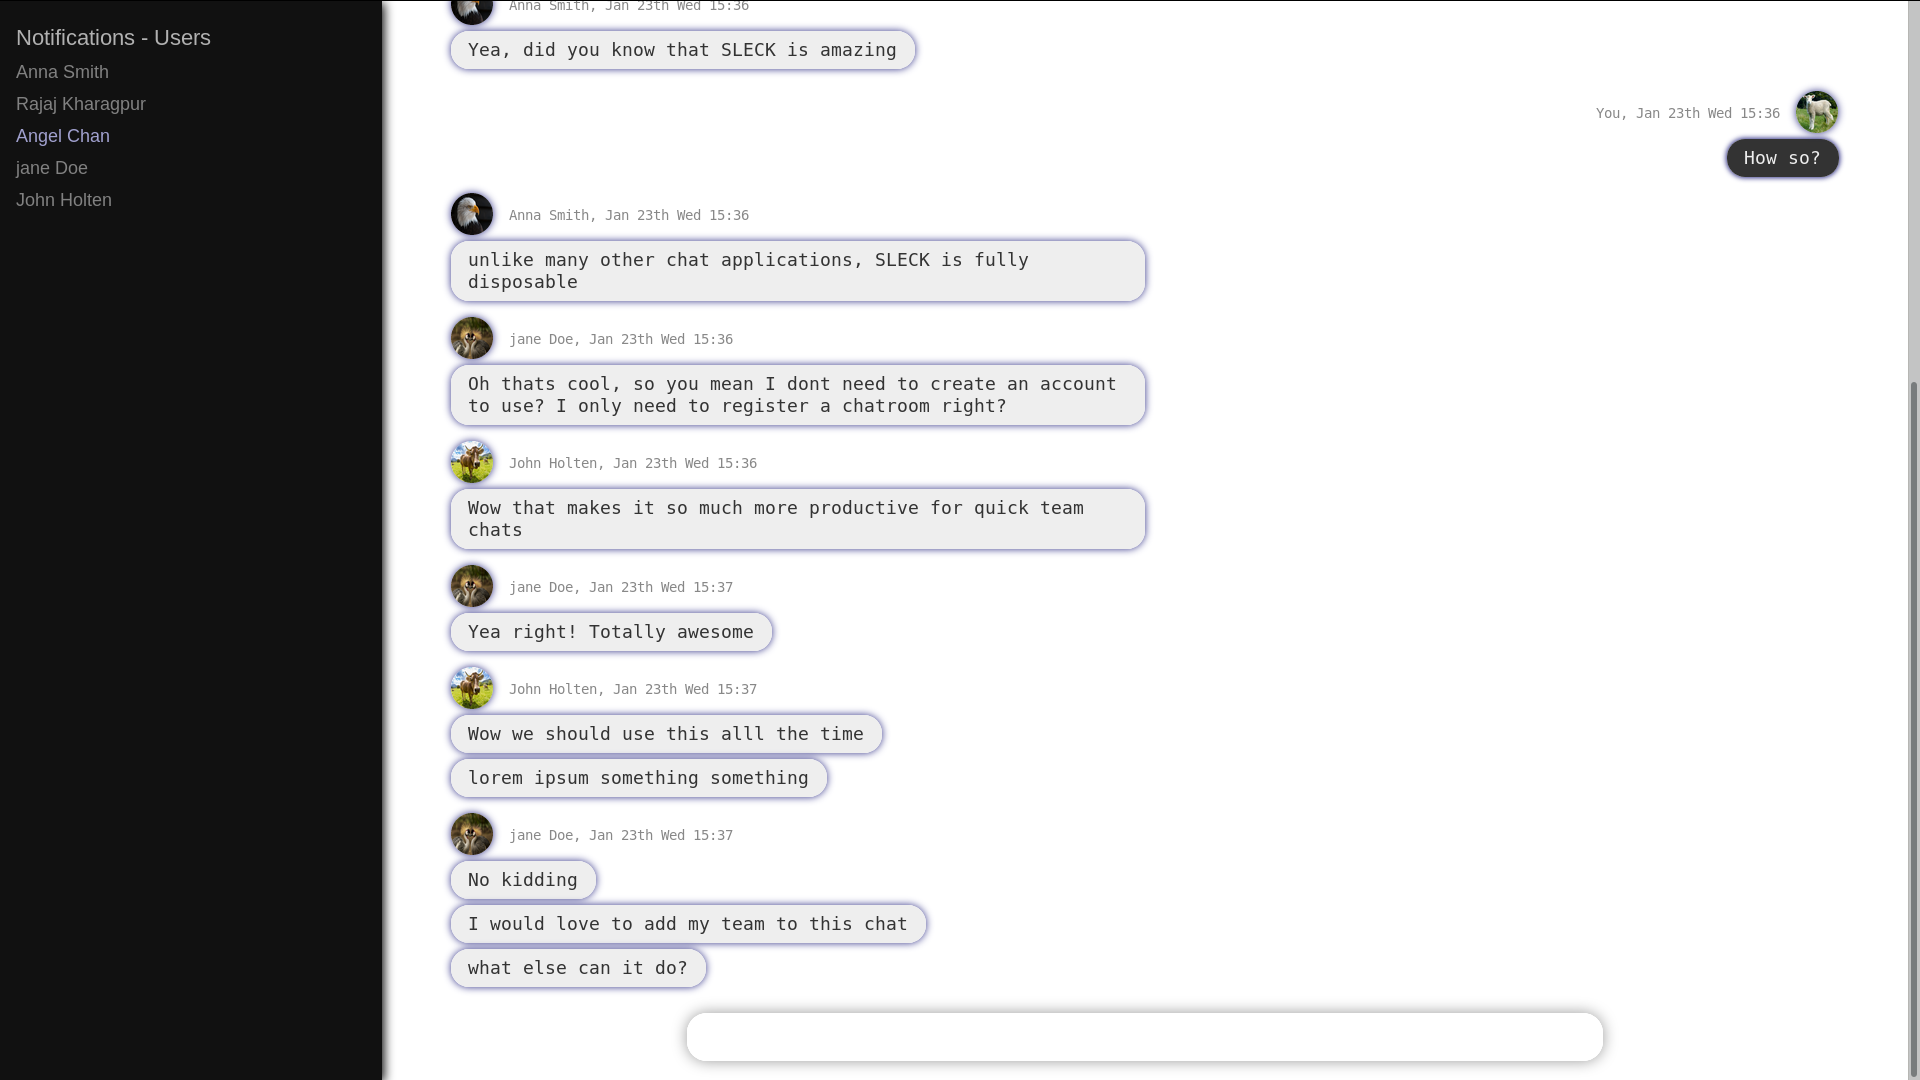 Notifications - Users
Anna Smith
Rajaj Kharagpur
Angel Chan
jane Doe
John Holten
Anna Smith, Jan 23th Wed 15:36
Yea, did you know that SLECK is amazing
You, Jan 23th Wed 15:36
How so?
Anna Smith, Jan 23th Wed 15:36
unlike many other chat applications, SLECK is fully
disposable
jane Doe, Jan 23th Wed 15:36
Oh thats cool, so you mean I dont need to create an account
to use? I only need to register a chatroom right?
John Holten, Jan 23th Wed 15:36
Wow that makes it so much more productive for quick team
chats
jane Doe, Jan 23th Wed 15:37
Yea right! Totally awesome
John Holten, Jan 23th Wed 15:37
Wow we should use this alll the time
lorem ipsum something something
jane Doe, Jan 23th Wed 15:37
No kidding
I would love to add my team to this chat
what else can it do?